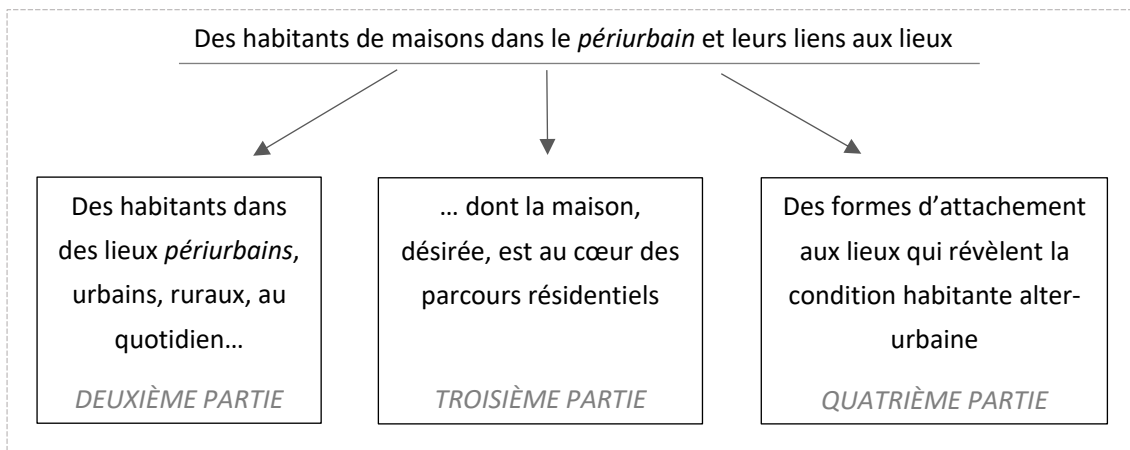 Des habitants de maisons dans le périurbain et leurs liens aux lieux
Des habitants dans
des lieux périurbains,
urbains, ruraux, au
quotidien…
DEUXIÈME PARTIE
… dont la maison,
désirée, est au cœur des
parcours résidentiels
TROISIÈME PARTIE
Des formes d’attachement
aux lieux qui révèlent la
condition habitante alter-
urbaine
QUATRIÈME PARTIE